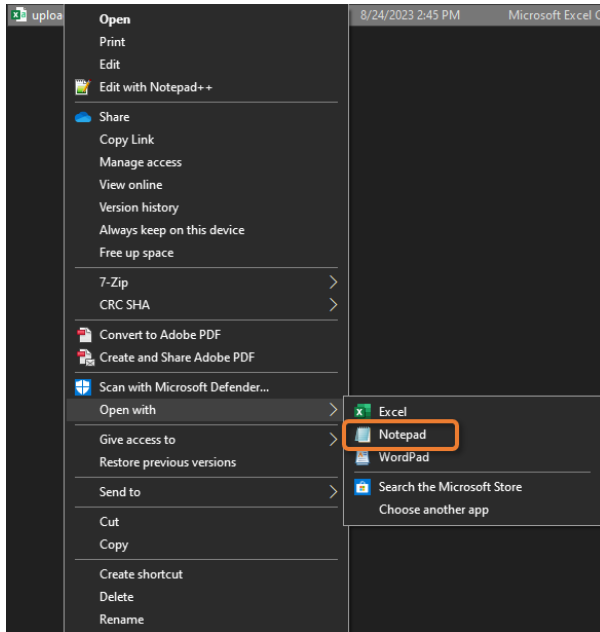 uploa
8/24/2023 2:45 PM
Microsoft Excel C
Open
Print
Edit
Edit with Notepad++
Share
Copy Link
Manage access
View online
Version history
Always keep on this device
Free up space
7-Zip
CRC SHA
Convert to Adobe PDF
Create and Share Adobe PDF
Scan with Microsoft Defender...
Open with
Give access to
Restore previous versions
Send to
Cut
Copy
Create shortcut
Delete
Rename
Excel
Notepad
WordPad
Search the Microsoft Store
Choose another app